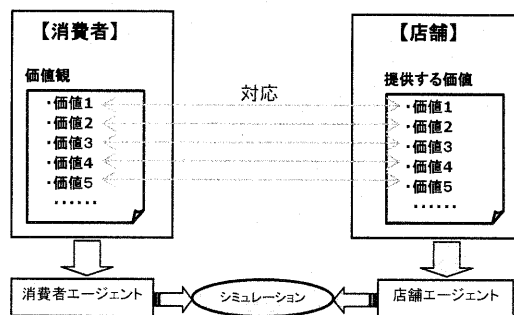 【消費者】
価値観
・価値1
・価値2
・価値3
・価値4
・価値5
・・・・・・
対応
【店舗】
提供する価値
・価値1
・価値2
・価値3
・価値4
・価値5
・・・・・・
消費者エージェント
シミュレーション
店舗エージェント